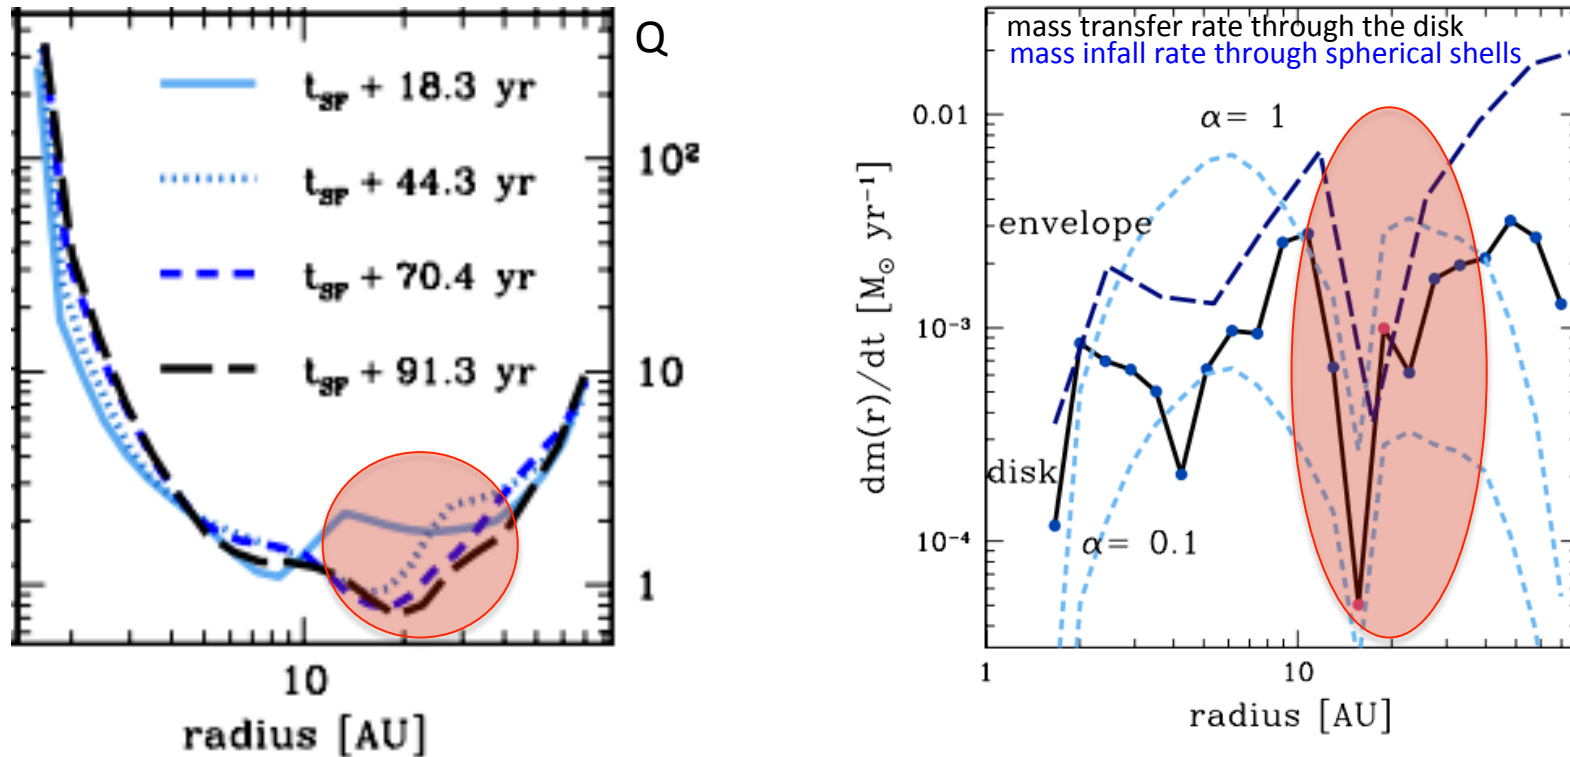 Q
t_SF + 18.3 yr
t_SF + 44.3 yr
t_SF + 70.4 yr
t_SF + 91.3 yr
10²
10
1
10
radius [AU]
mass transfer rate through the disk
mass infall rate through spherical shells
0.01
α= 1
envelope
10⁻³
disk
10⁻⁴
α= 0.1
dm(r)/dt [M⊙ yr⁻¹]
1
10
radius [AU]